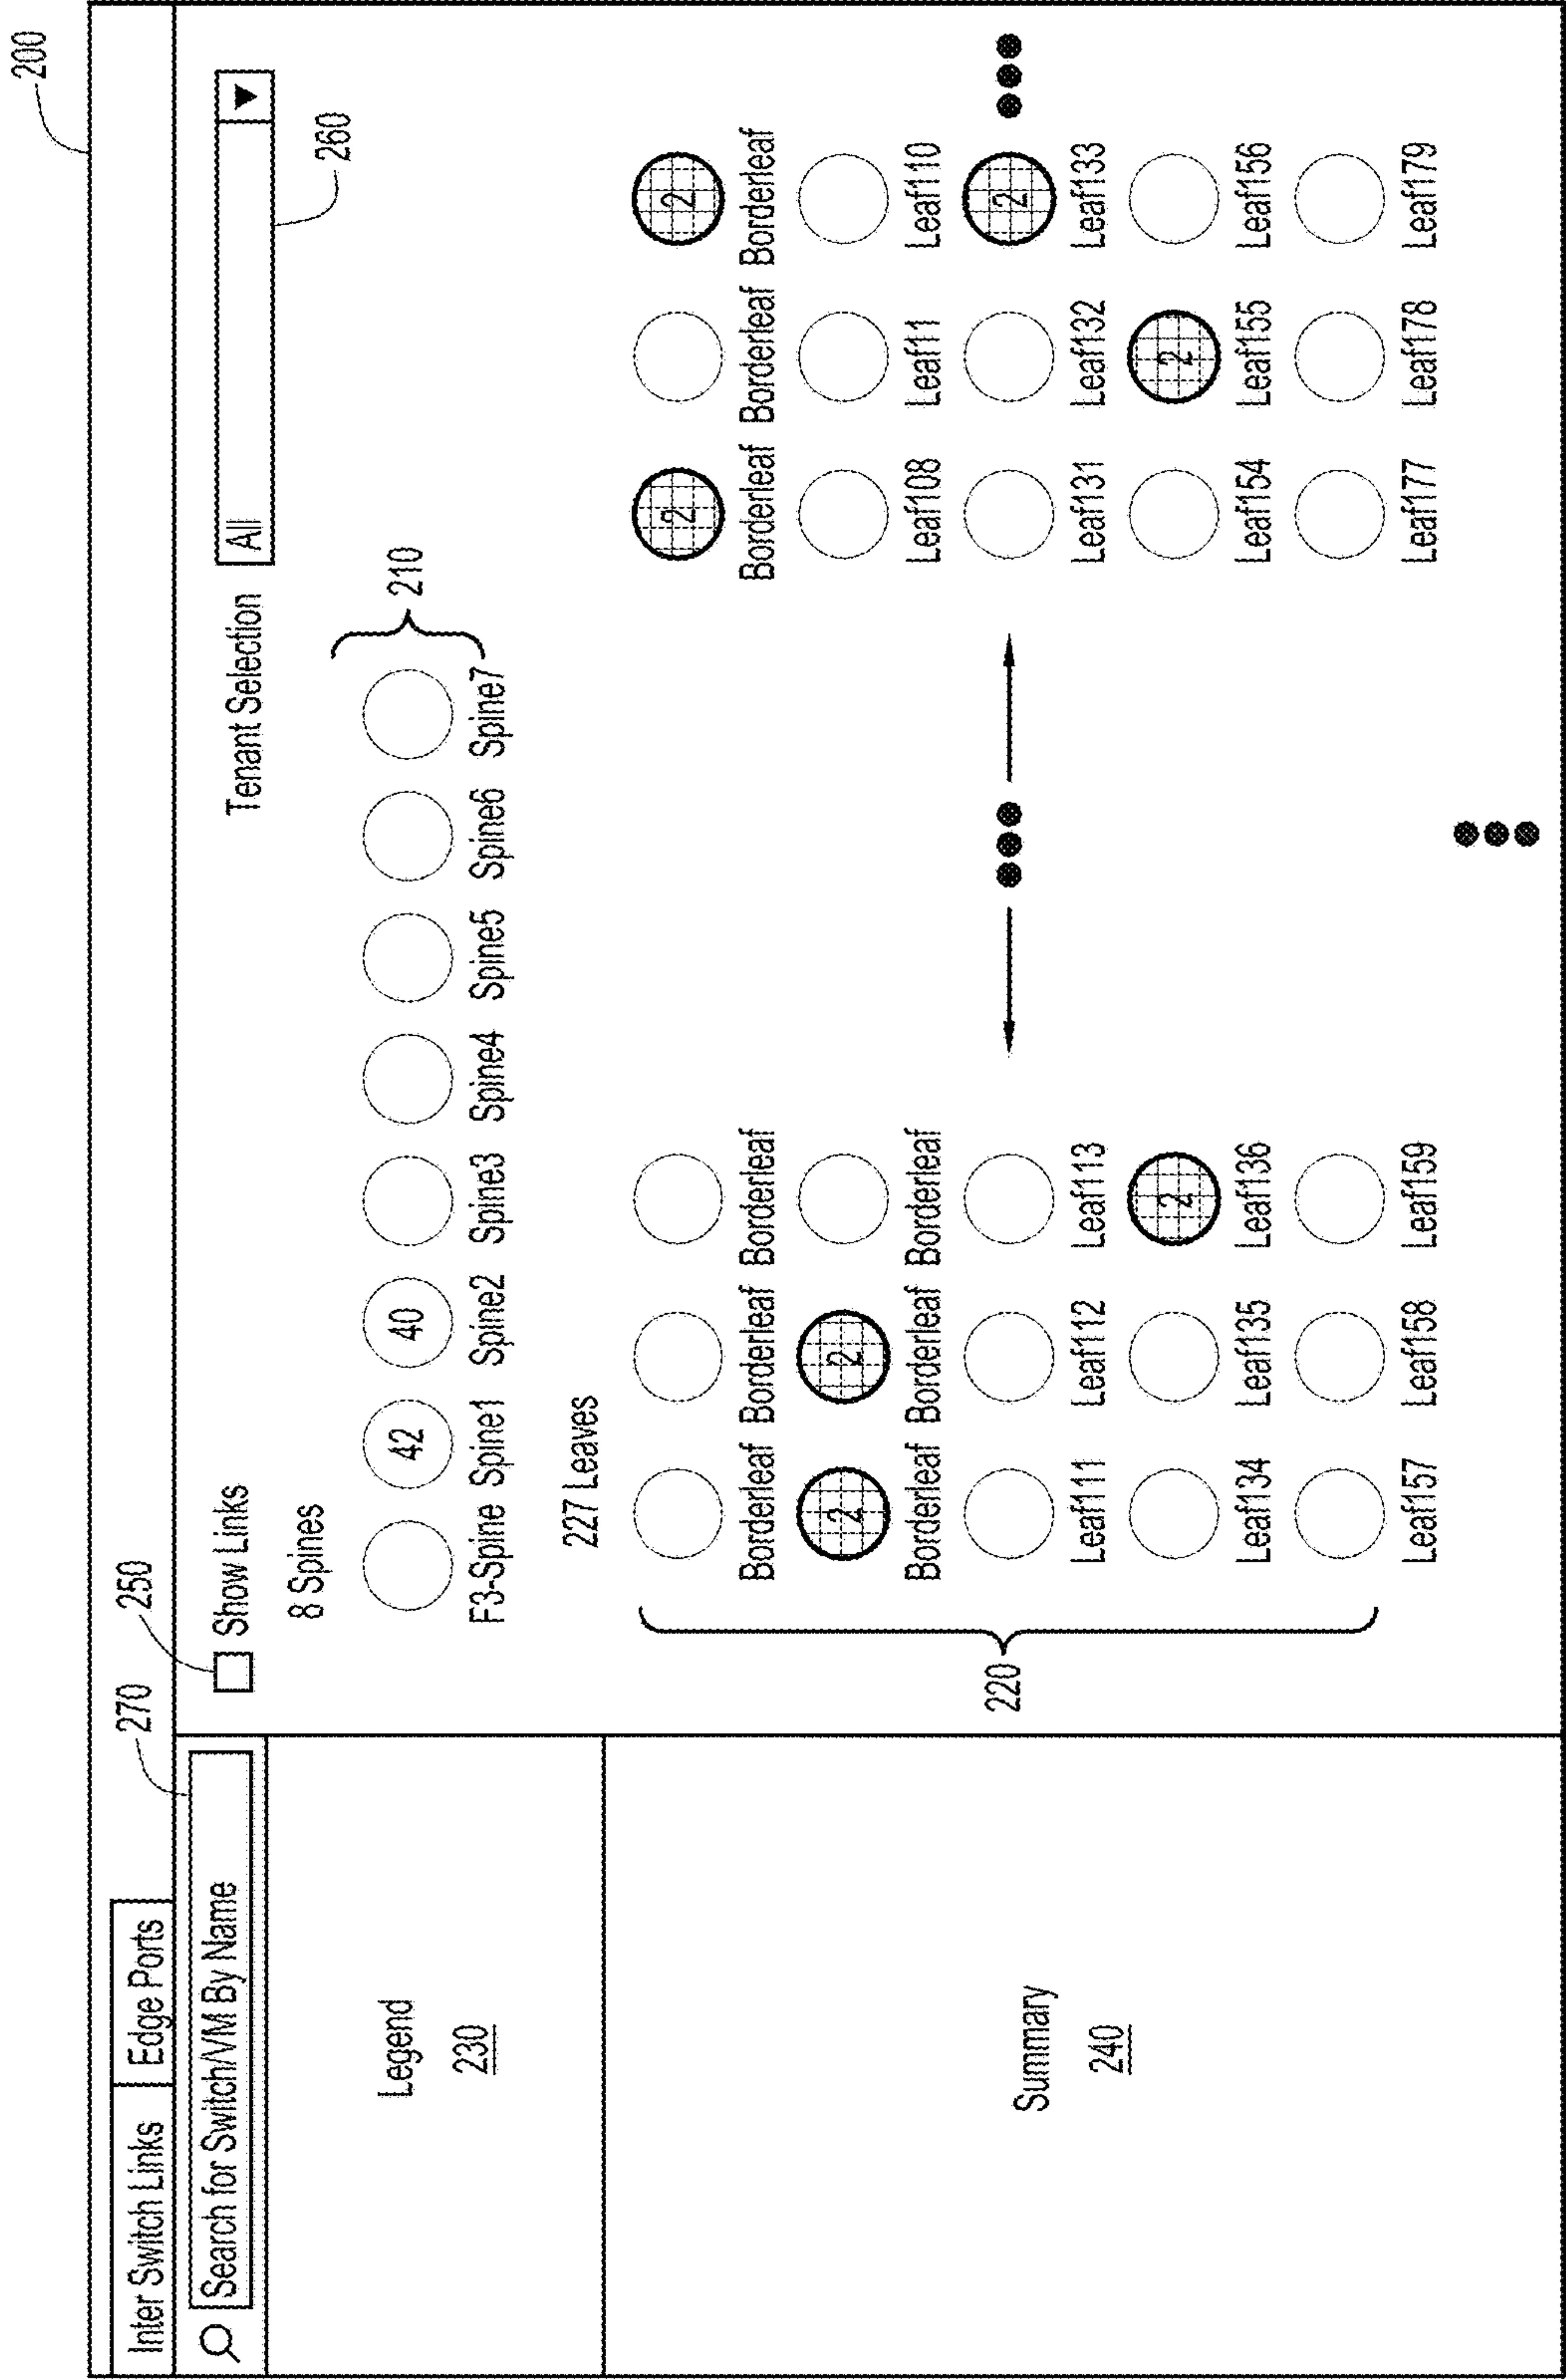 200
Inter Switch Links Edge Ports
270
250
Search for Switch/VM By Name
Show Links
Tenant Selection All
260
8 Spines
42 40
210
F3-Spine Spine1 Spine2 Spine3 Spine4 Spine5 Spine6 Spine7
Legend
230
227 Leaves
2 2
Borderleaf Borderleaf Borderleaf Borderleaf Borderleaf Borderleaf
2 2
Borderleaf Borderleaf Borderleaf Leaf108 Leaf11 Leaf110
220
2
Leaf111 Leaf112 Leaf113 Leaf131 Leaf132 Leaf133
2 2
Leaf134 Leaf135 Leaf136 Leaf154 Leaf155 Leaf156
Leaf157 Leaf158 Leaf159 Leaf177 Leaf178 Leaf179
Summary
240